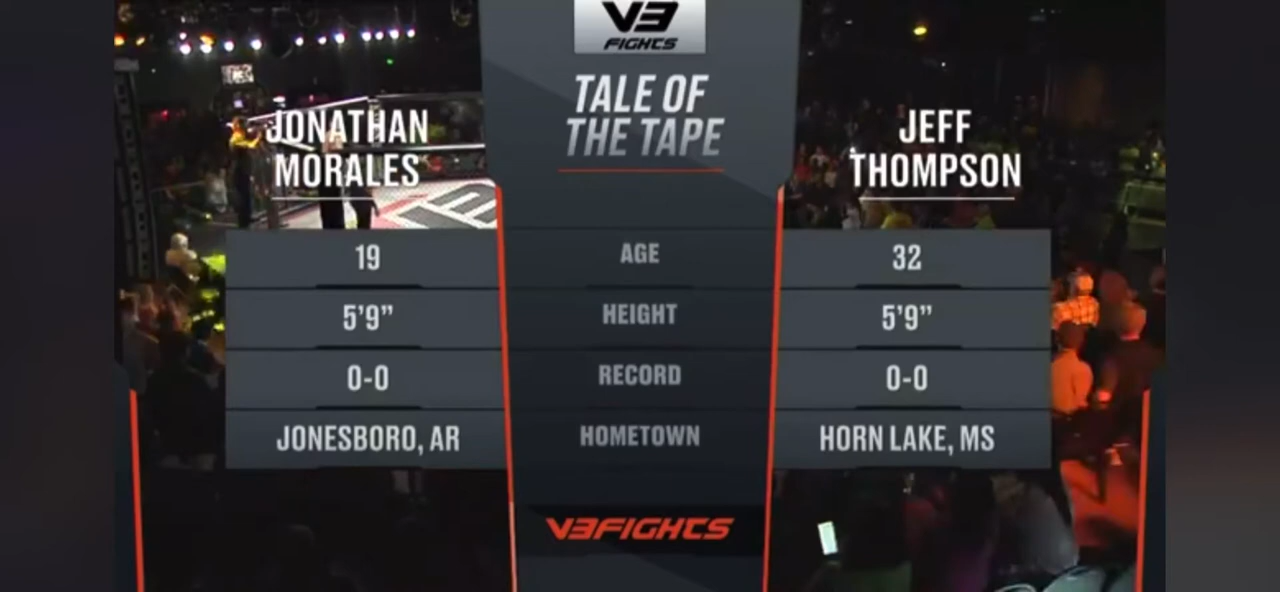 V3
FIGHTS
TALE OF
THE TAPE
JONATHAN
MORALES
JEFF
THOMPSON
19 AGE 32
5'9" HEIGHT 5'9"
0-0 RECORD 0-0
JONESBORO, AR HOMETOWN HORN LAKE, MS
V3FIGHTS